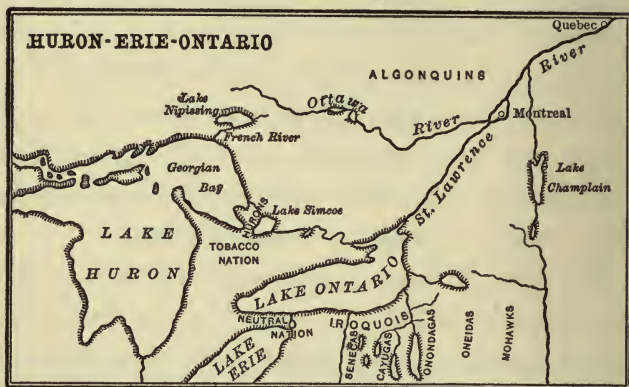 HURON-ERIE-ONTARIO
Quebec
River
ALGONQUINS
Lake
Nipissing
Ottawa
River
Montreal
French River
St. Lawrence
Georgian
Bay
Lake
Champlain
HURONS
Lake Simcoe
LAKE
HURON
TOBACCO
NATION
LAKE ONTARIO
NEUTRAL
NATION
IROQUOIS
LAKE
ERIE
SENECAS
CAYUGAS
ONONDAGAS
ONEIDAS
MOHAWKS